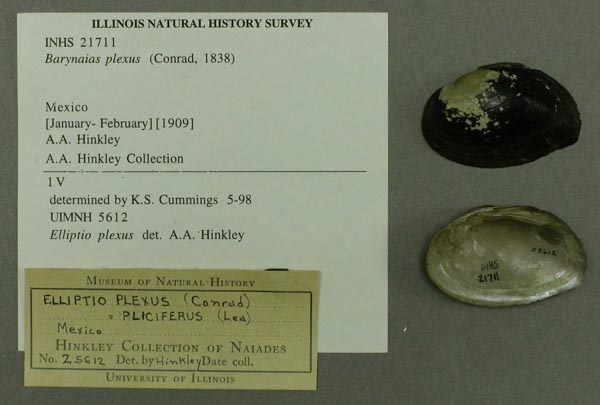 ILLINOIS NATURAL HISTORY SURVEY
INHS 21711
Barynaias plexus (Conrad, 1838)
Mexico
[January- February] [1909]
A.A. Hinkley
A.A. Hinkley Collection
1 V
determined by K.S. Cummings 5-98
UIMNH 5612
Elliptio plexus det. A.A. Hinkley
MUSEUM OF NATURAL HISTORY
ELLIPTIO PLEXUS (Conrad)
= PLICIFERUS (Lea)
Mexico
HINKLEY COLLECTION OF NAIADES
No. Z5612 Det. by Hinkley Date coll.
UNIVERSITY OF ILLINOIS
Z5612
INHS
21711